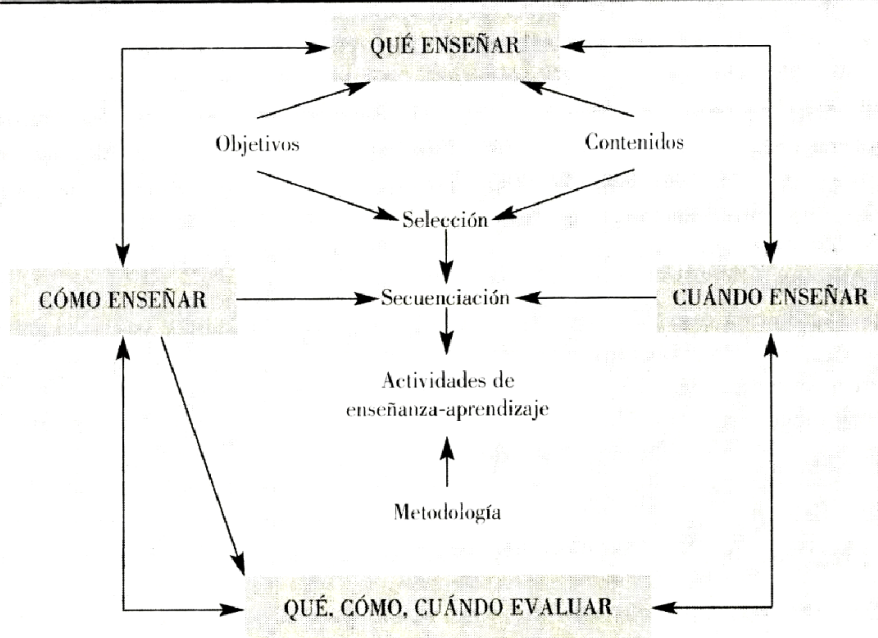 QUÉ ENSEÑAR
Objetivos
Contenidos
Selección
CÓMO ENSEÑAR
Secuenciación
CUÁNDO ENSEÑAR
Actividades de
enseñanza-aprendizaje
Metodología
QUÉ, CÓMO, CUÁNDO EVALUAR